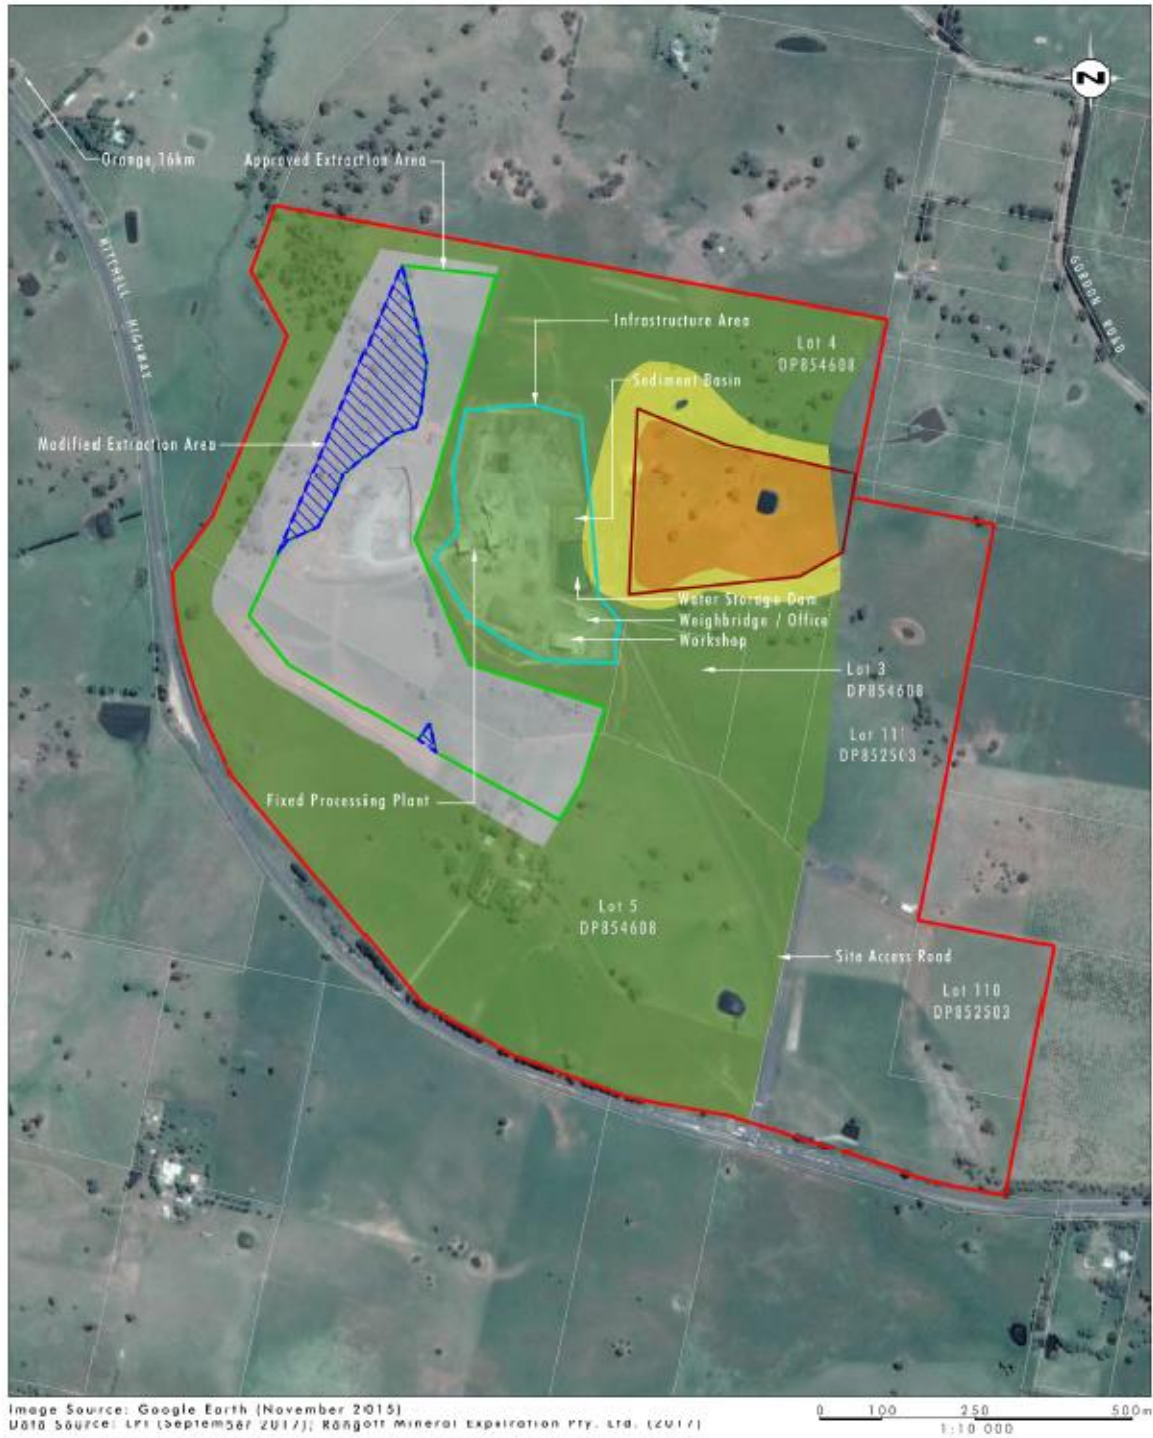 N
Orange 16km
Approved Extraction Area
MITCHELL HIGHWAY
GORDON ROAD
Infrastructure Area
Lot 4
DP854608
Sediment Basin
Modified Extraction Area
Water Storage Dam
Weighbridge / Office
Workshop
Lot 3
DP854608
Lot 111
DP852503
Fixed Processing Plant
Lot 5
DP854608
Site Access Road
Lot 110
DP852503
Image Source: Google Earth (November 2015)
Data Source: LPI (September 2017); Rangott Mineral Exploration Pty. Ltd. (2017)
0 100 250 500m
1:10 000